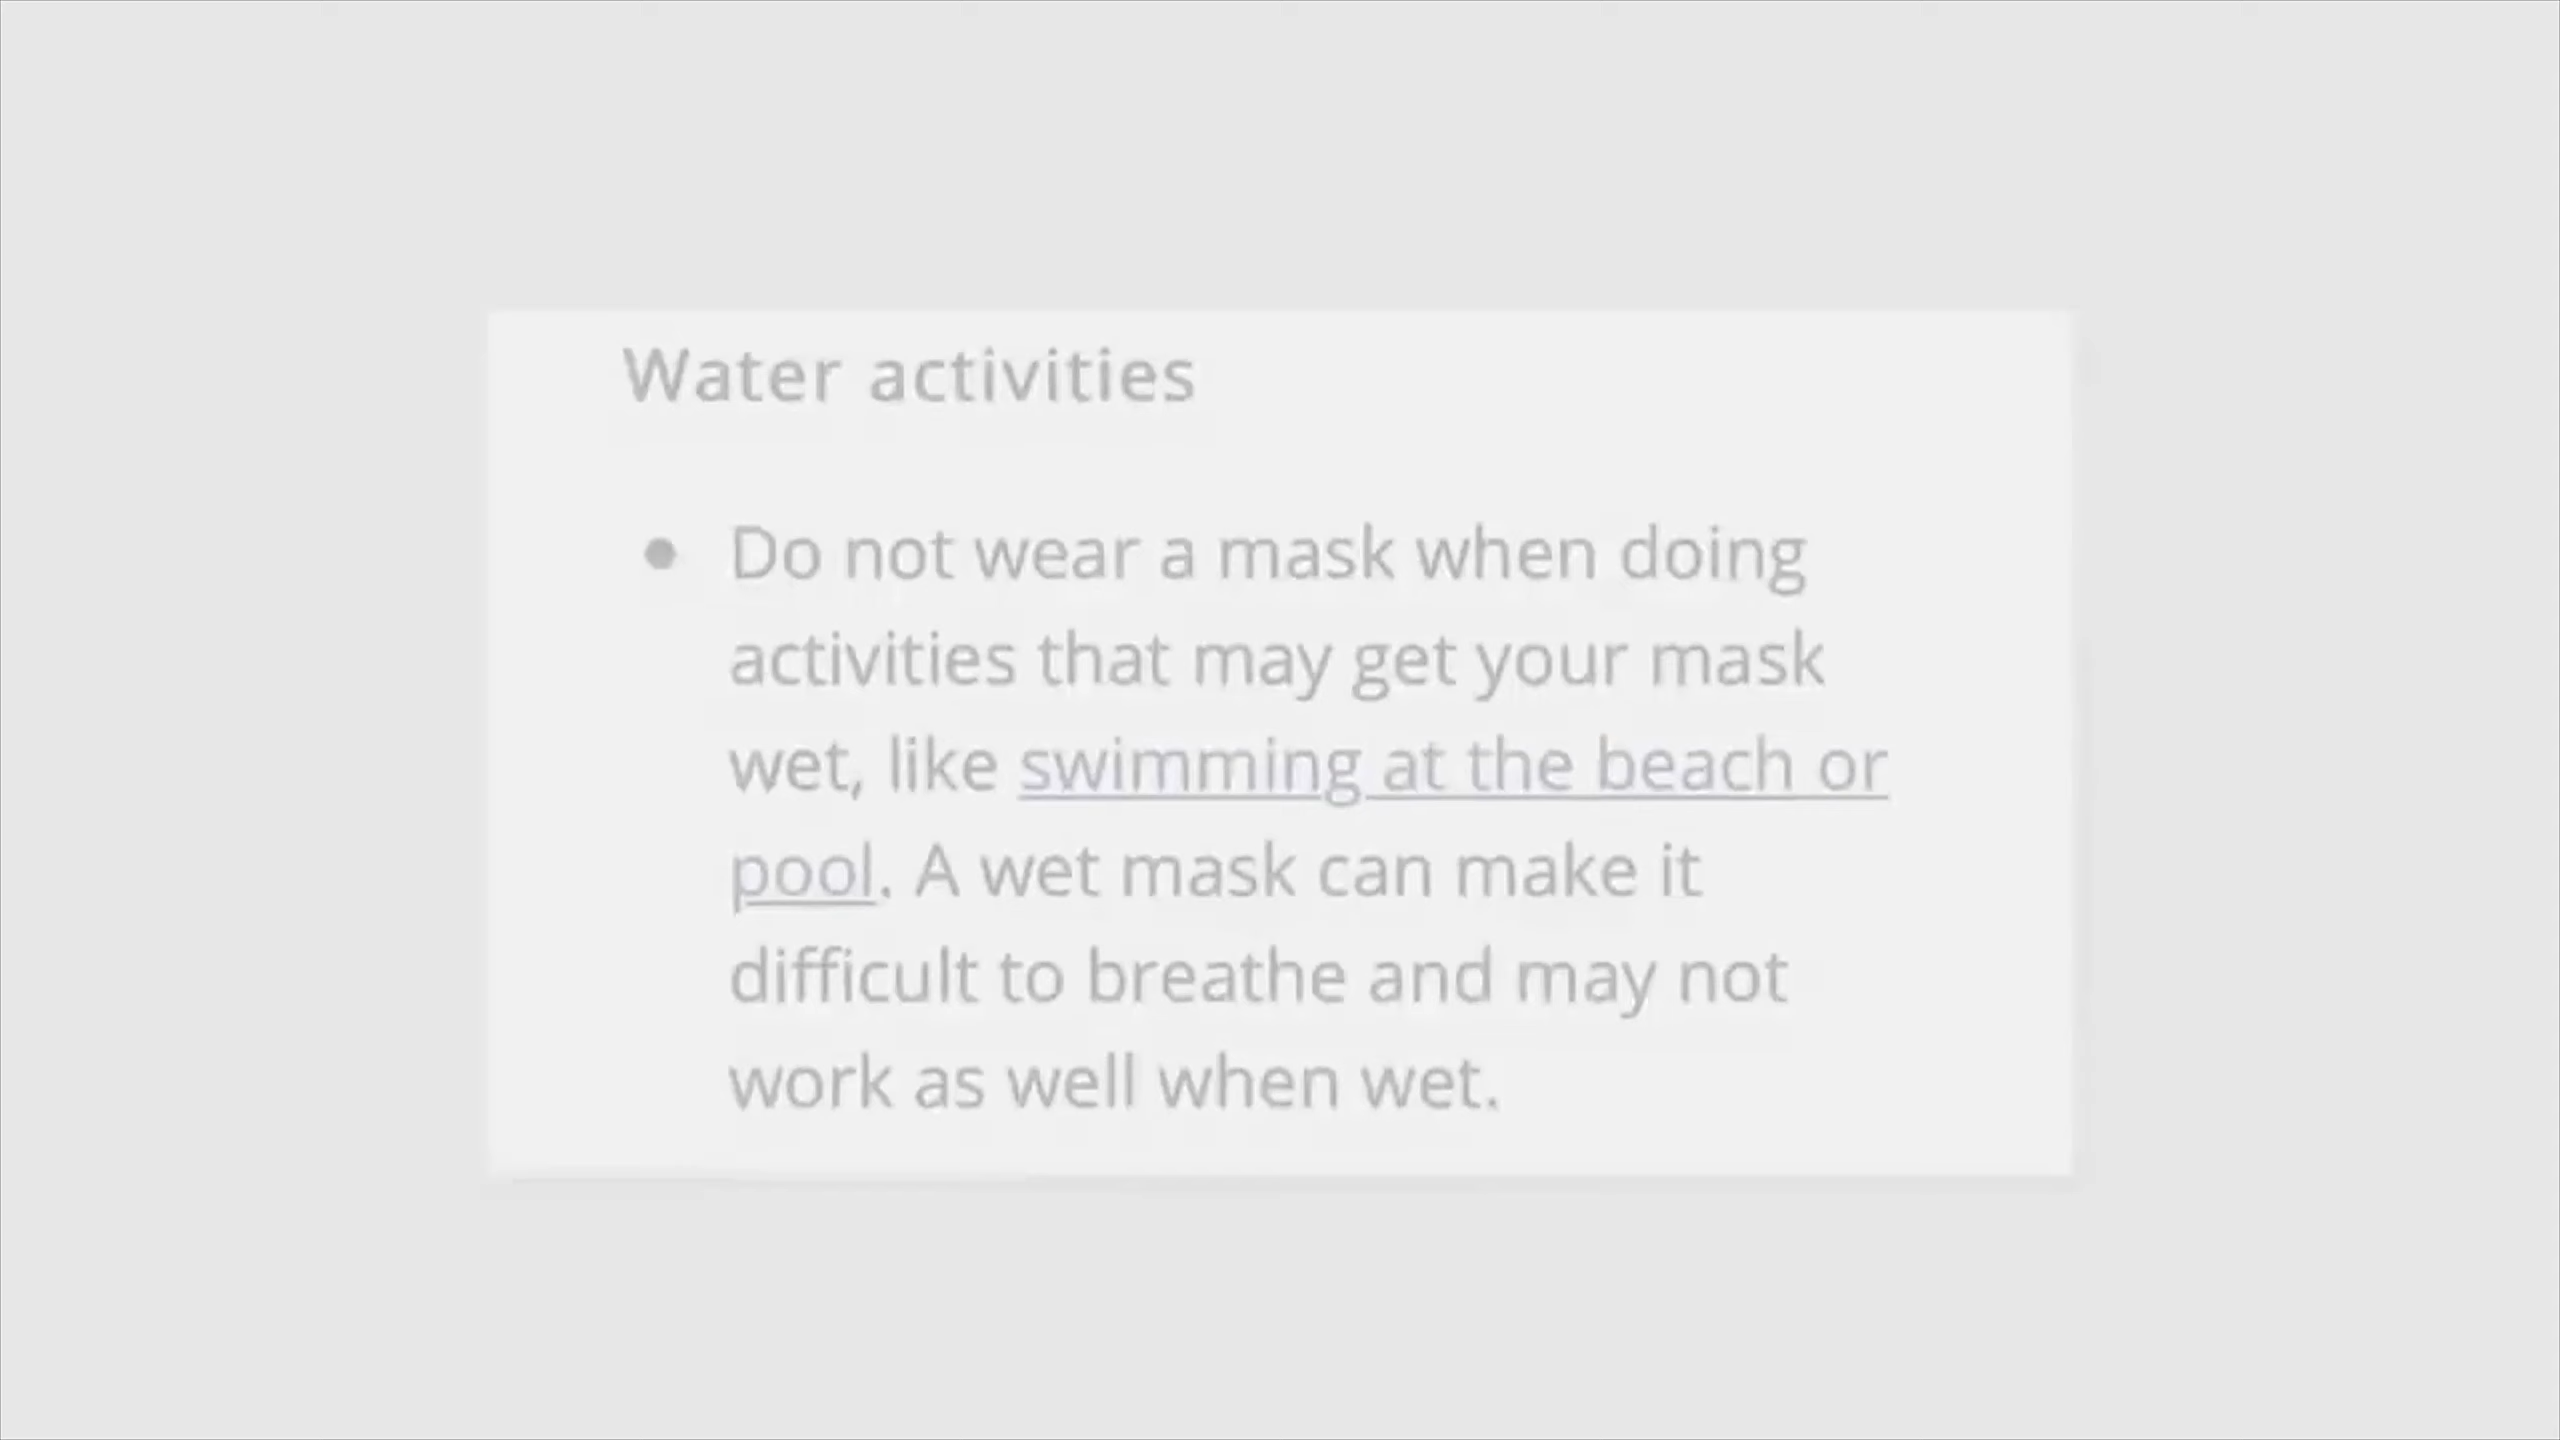 Water activities
● Do not wear a mask when doing
activities that may get your mask
wet, like swimming at the beach or
pool. A wet mask can make it
difficult to breathe and may not
work as well when wet.